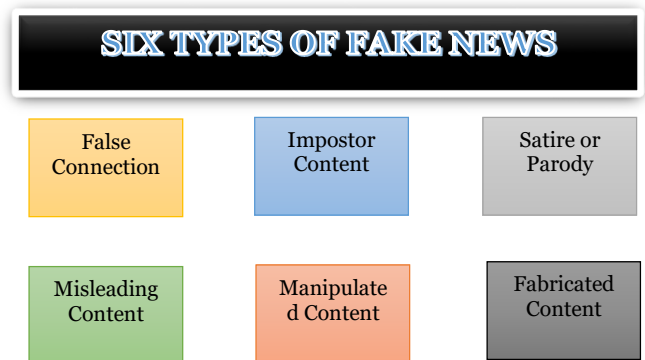 SIX TYPES OF FAKE NEWS
False
Connection
Impostor
Content
Satire or
Parody
Misleading
Content
Manipulate
d Content
Fabricated
Content